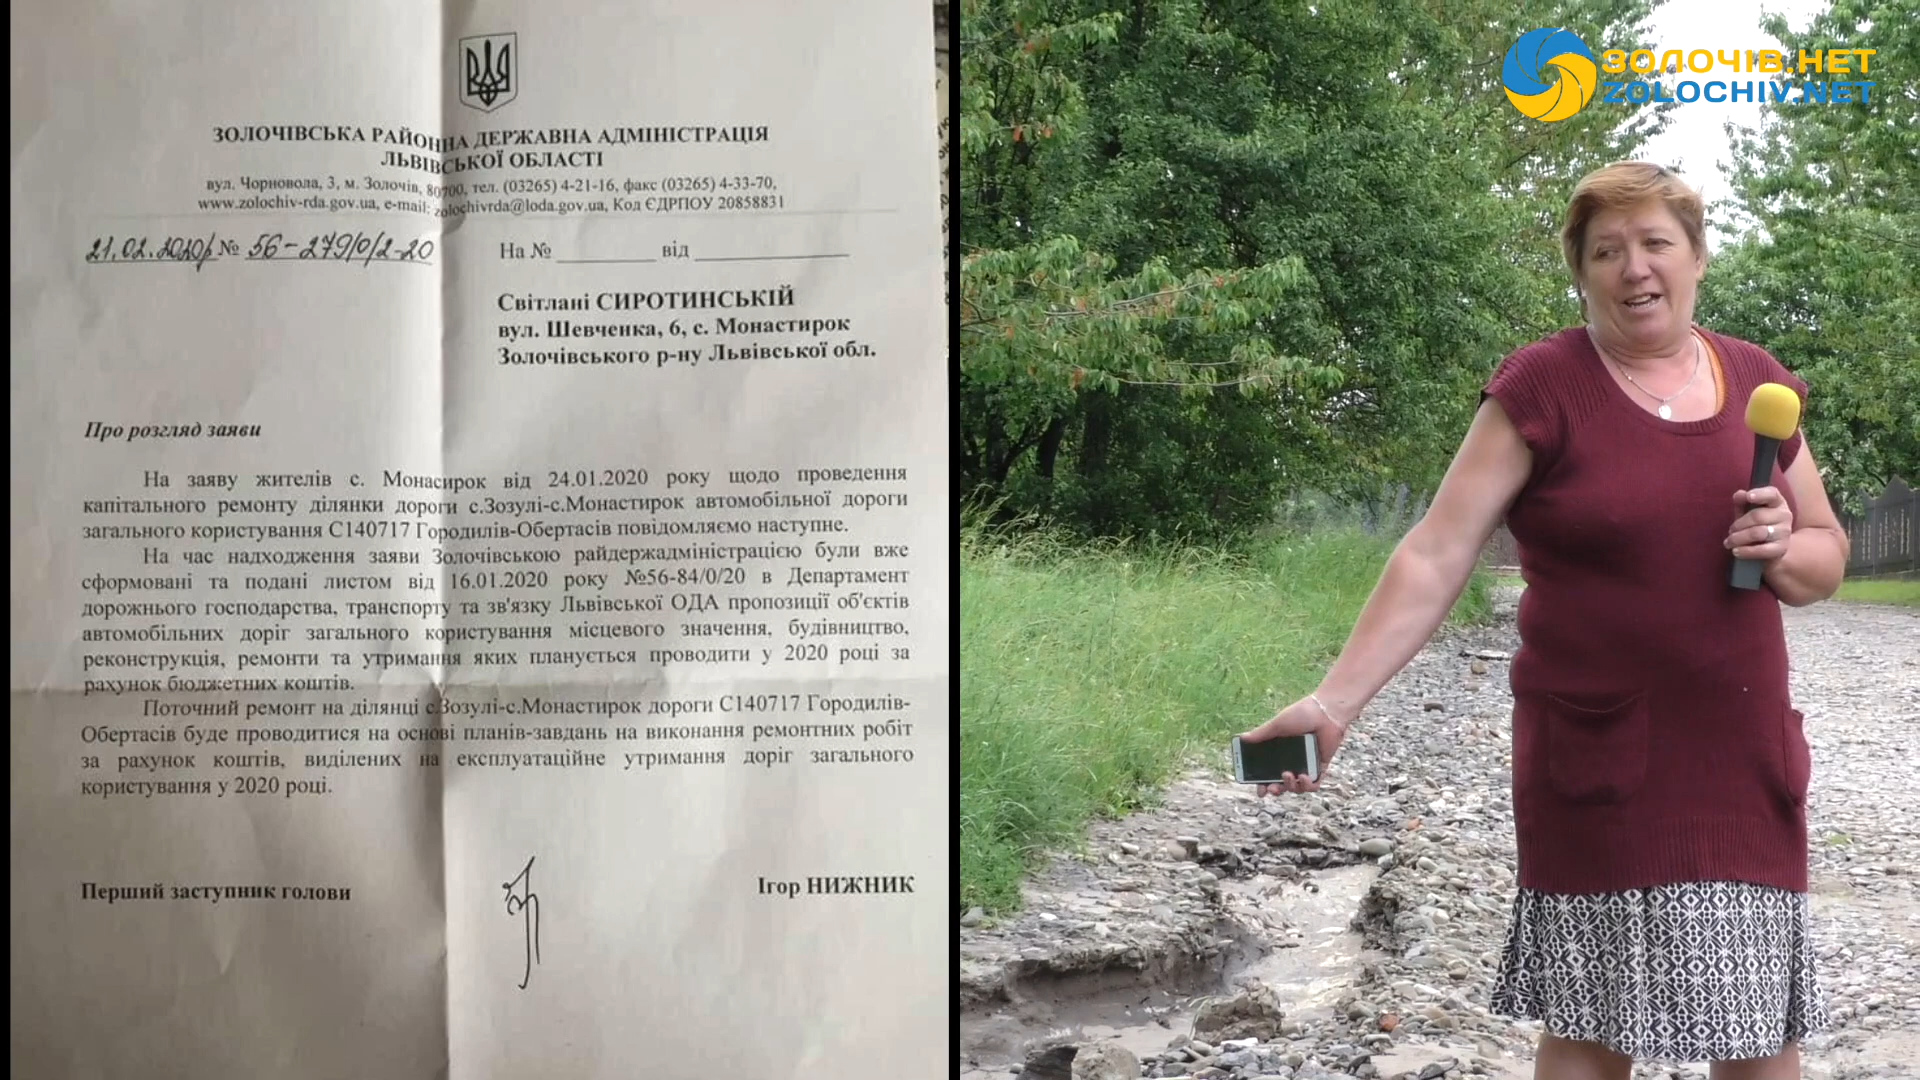 ЗОЛОЧІВСЬКА РАЙОННА ДЕРЖАВНА АДМІНІСТРАЦІЯ
ЛЬВІВСЬКОЇ ОБЛАСТІ
вул. Чорновола, 3, м. Золочів, 80700, тел. (03265) 4-21-16, факс (03265) 4-33-70,
www.zolochiv-rda.gov.ua, e-mail: zolochivrda@loda.gov.ua, Код ЄДРПОУ 20858831
21.02.2020р № 56-279/0/2-20 На № ________ від ____________
Світлані СИРОТИНСЬКІЙ
вул. Шевченка, 6, с. Монастирок
Золочівського р-ну Львівської обл.
Про розгляд заяви
На заяву жителів с. Монасирок від 24.01.2020 року щодо проведення
капітального ремонту ділянки дороги с.Зозулі-с.Монастирок автомобільної дороги
загального користування С140717 Городилів-Обертасів повідомляємо наступне.
На час надходження заяви Золочівською райдержадміністрацією були вже
сформовані та подані листом від 16.01.2020 року №56-84/0/20 в Департамент
дорожнього господарства, транспорту та зв'язку Львівської ОДА пропозиції об'єктів
автомобільних доріг загального користування місцевого значення, будівництво,
реконструкція, ремонти та утримання яких планується проводити у 2020 році за
рахунок бюджетних коштів.
Поточний ремонт на ділянці с.Зозулі-с.Монастирок дороги С140717 Городилів-
Обертасів буде проводитися на основі планів-завдань на виконання ремонтних робіт
за рахунок коштів, виділених на експлуатаційне утримання доріг загального
користування у 2020 році.
Перший заступник голови Ігор НИЖНИК
ЗОЛОЧІВ.НЕТ
ZOLOCHIV.NET